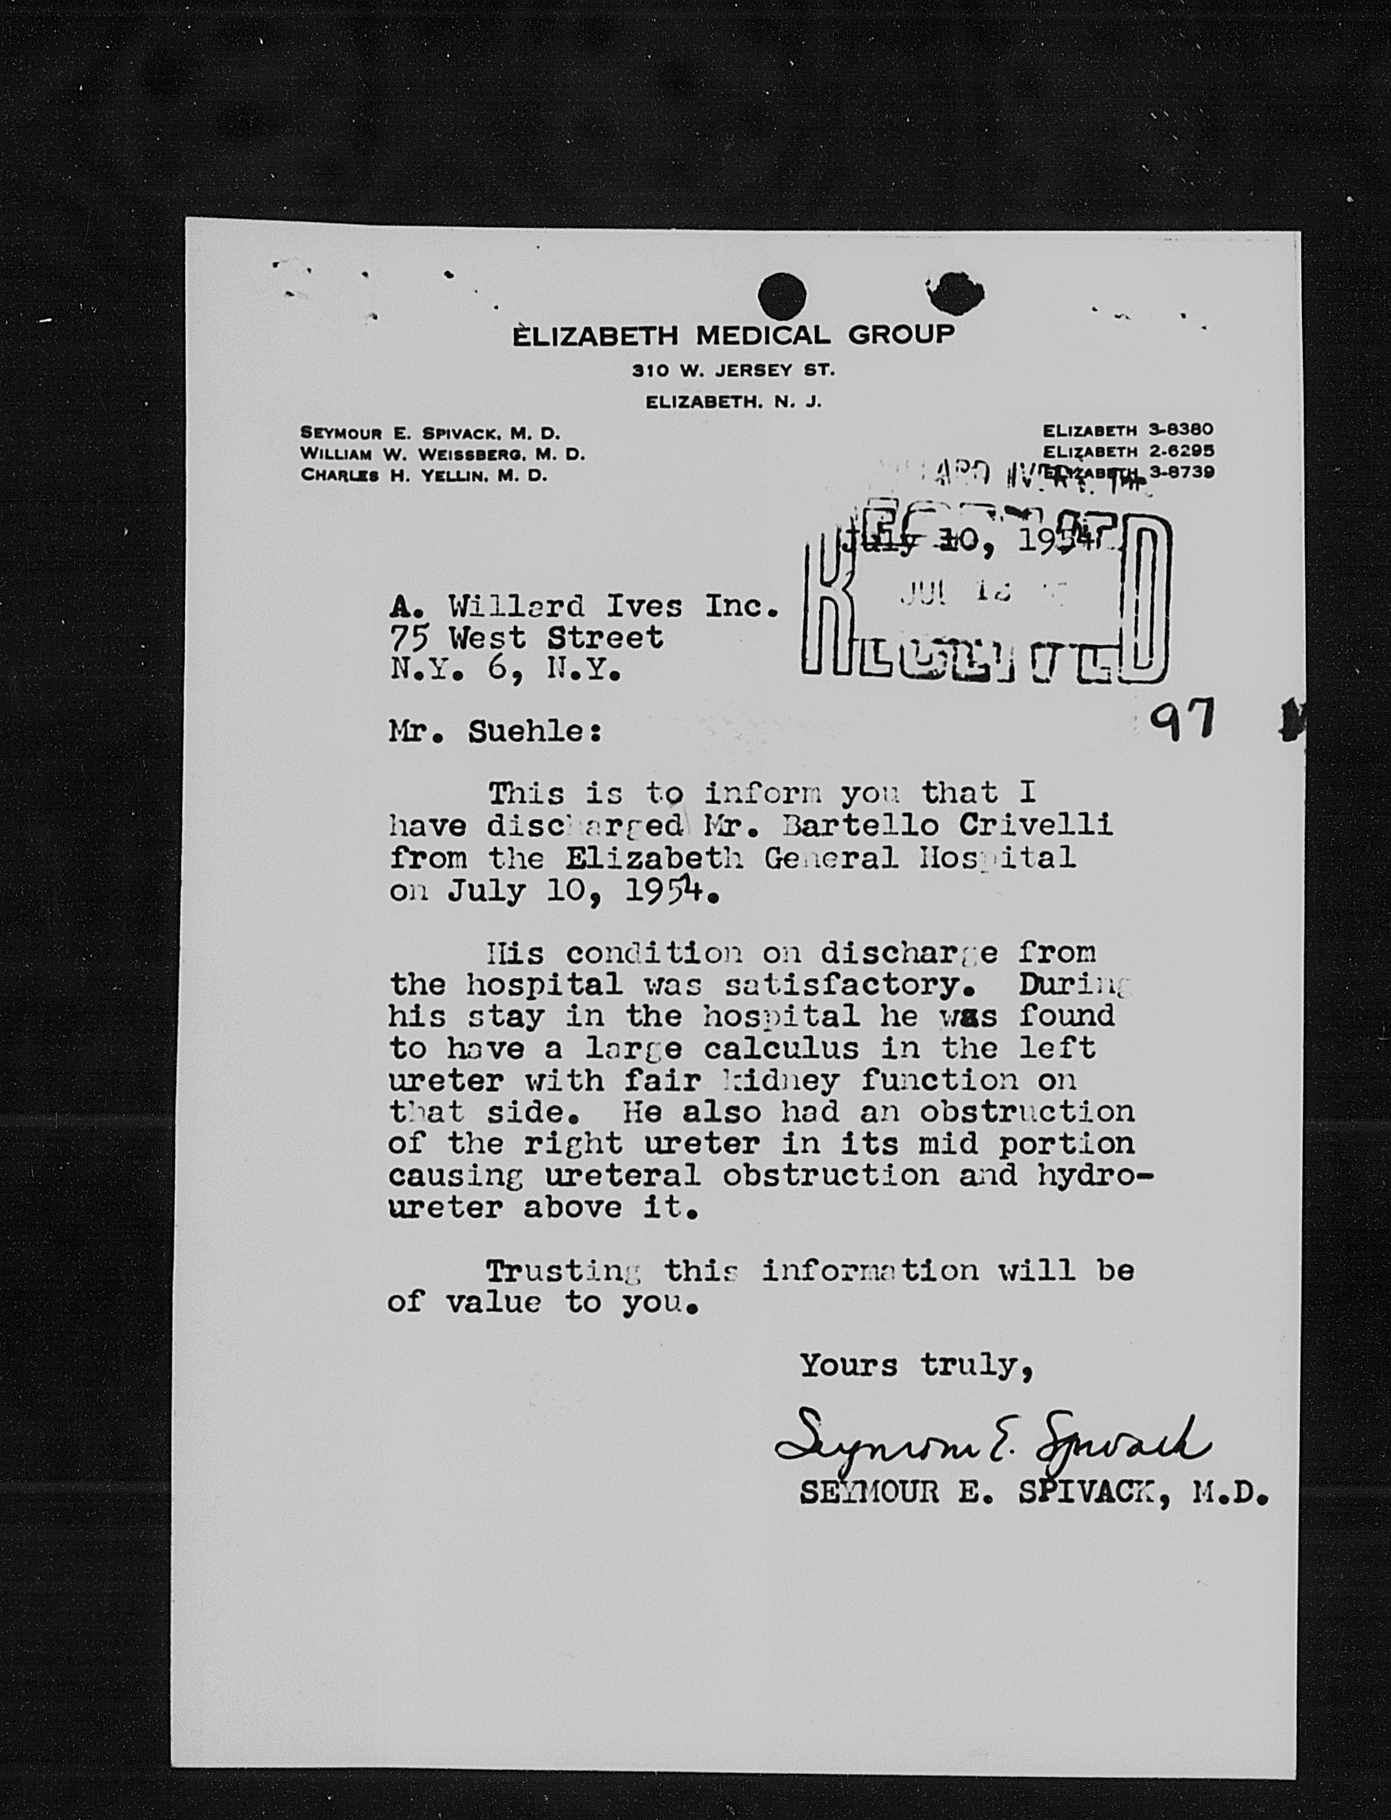 ELIZABETH MEDICAL GROUP
310 W. JERSEY ST.
ELIZABETH, N. J.
SEYMOUR E. SPIVACK, M. D.
WILLIAM W. WEISSBERG, M. D.
CHARLES H. YELLIN, M. D.
ELIZABETH 3-8380
ELIZABETH 2-6295
ELIZABETH 3-8739
RECEIVED
July 10, 1954
JUL 12
RECEIVED
A. Willard Ives Inc.
75 West Street
N.Y. 6, N.Y.
97
Mr. Suehle:
This is to inform you that I
have discharged Mr. Bartello Crivelli
from the Elizabeth General Hospital
on July 10, 1954.
His condition on discharge from
the hospital was satisfactory. During
his stay in the hospital he was found
to have a large calculus in the left
ureter with fair kidney function on
that side. He also had an obstruction
of the right ureter in its mid portion
causing ureteral obstruction and hydro-
ureter above it.
Trusting this information will be
of value to you.
Yours truly,
Seymour E. Spivack
SEYMOUR E. SPIVACK, M.D.